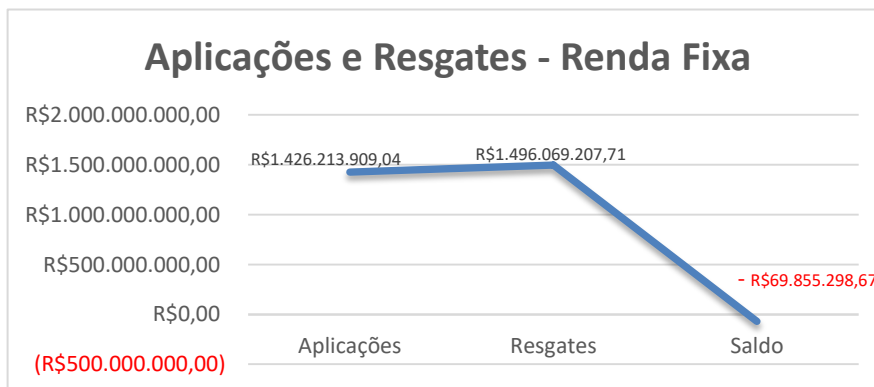 Aplicações e Resgates - Renda Fixa
R$2.000.000.000,00
R$1.500.000.000,00
R$1.000.000.000,00
R$500.000.000,00
R$0,00
(R$500.000.000,00)
R$1.426.213.909,04
R$1.496.069.207,71
- R$69.855.298,67
Aplicações
Resgates
Saldo